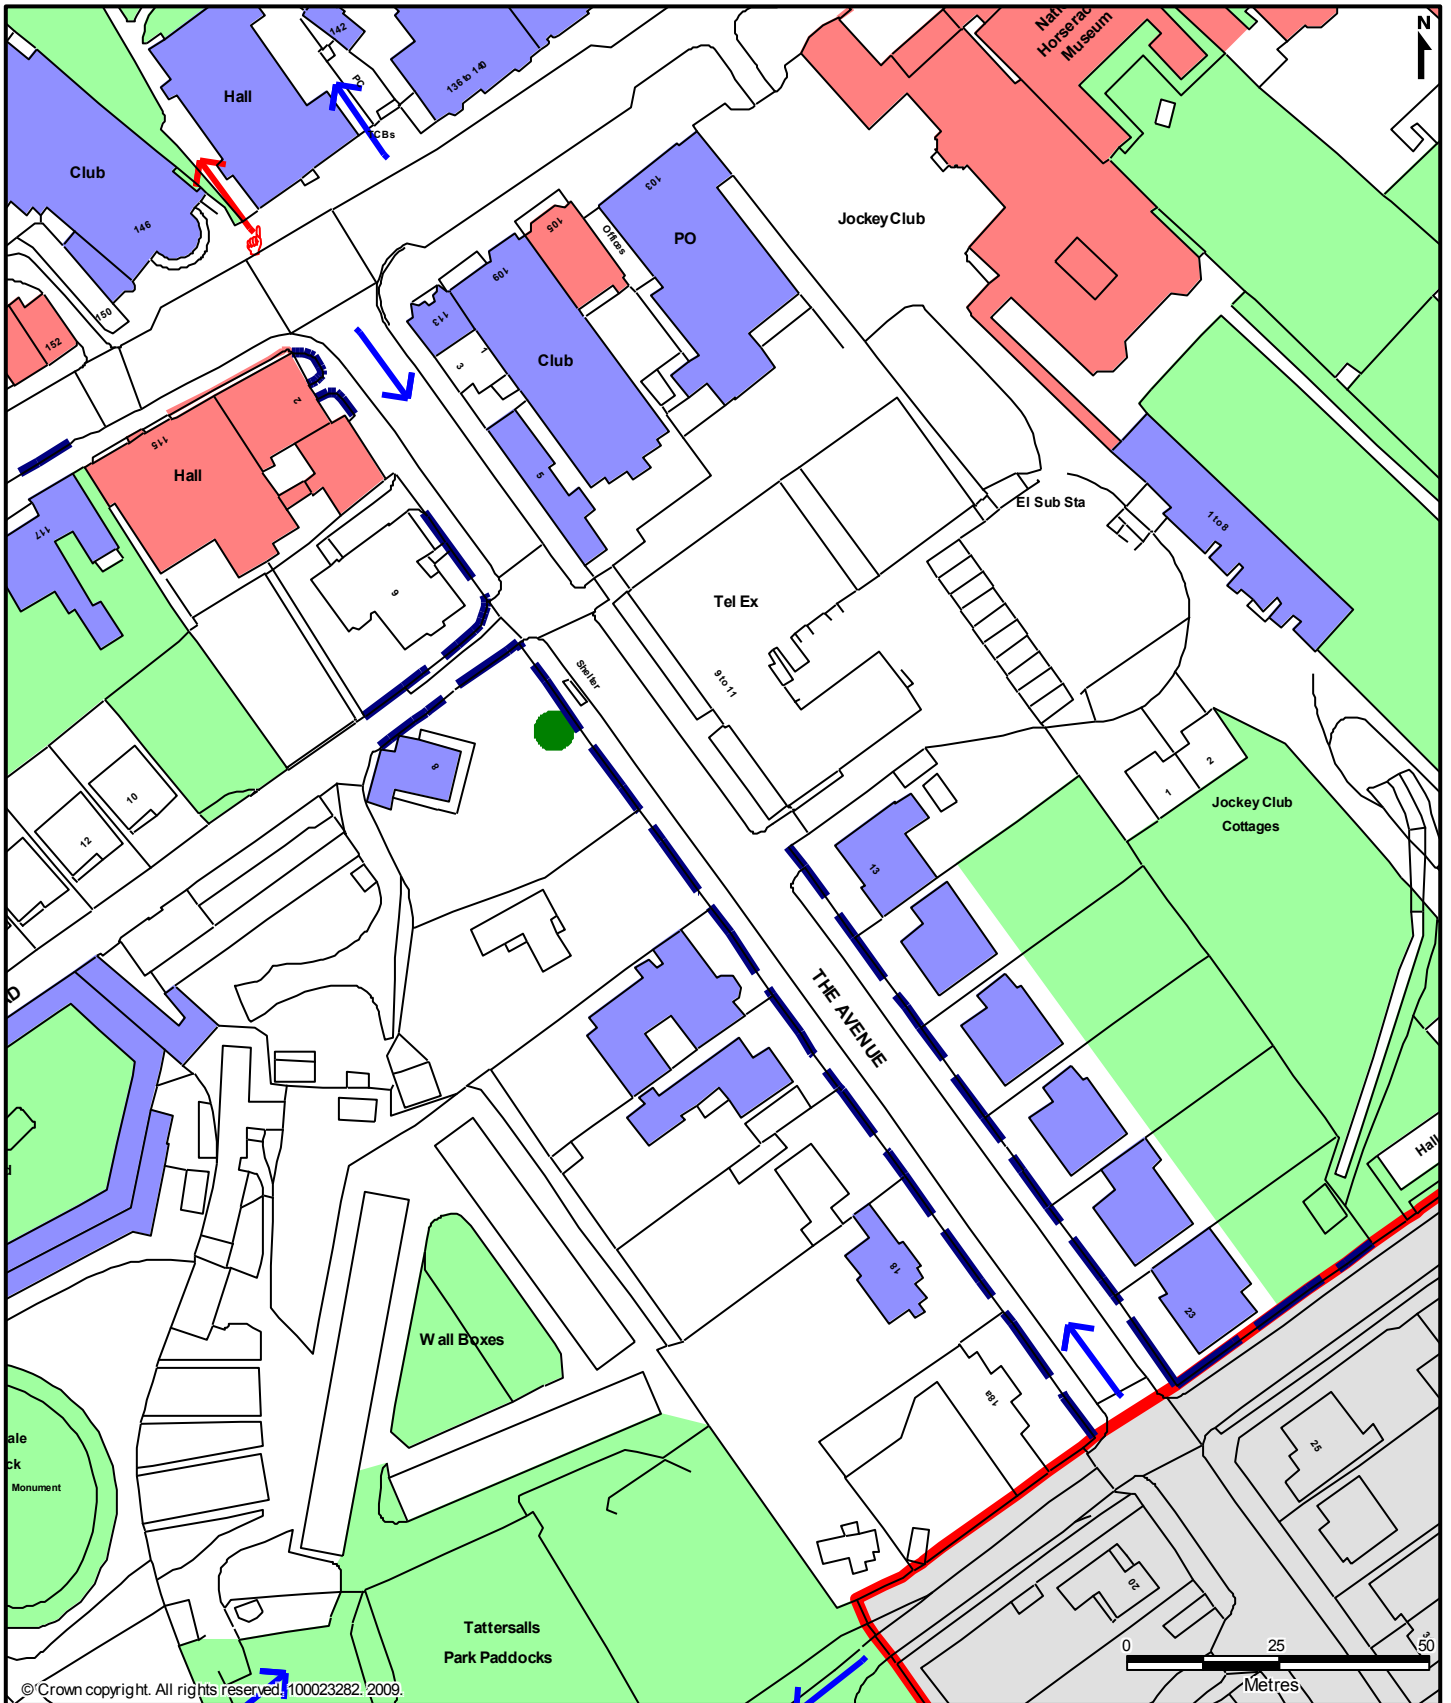 Horserac
Museum
N
142
PO
136 to 140
Hall
Club
146
103
Jockey Club
105
Offices
PO
109
113
3
Club
150
152
2
115
Hall
5
117
El Sub Sta
1 to 8
9
Tel Ex
Shelter
9 to 11
8
10
12
1
2
Jockey Club
Cottages
13
THE AVENUE
Hall
18
23
Wall Boxes
18a
25
ale
ck
Monument
20
Tattersalls
Park Paddocks
0 25 50
Metres
© Crown copyright. All rights reserved. 100023282. 2009.